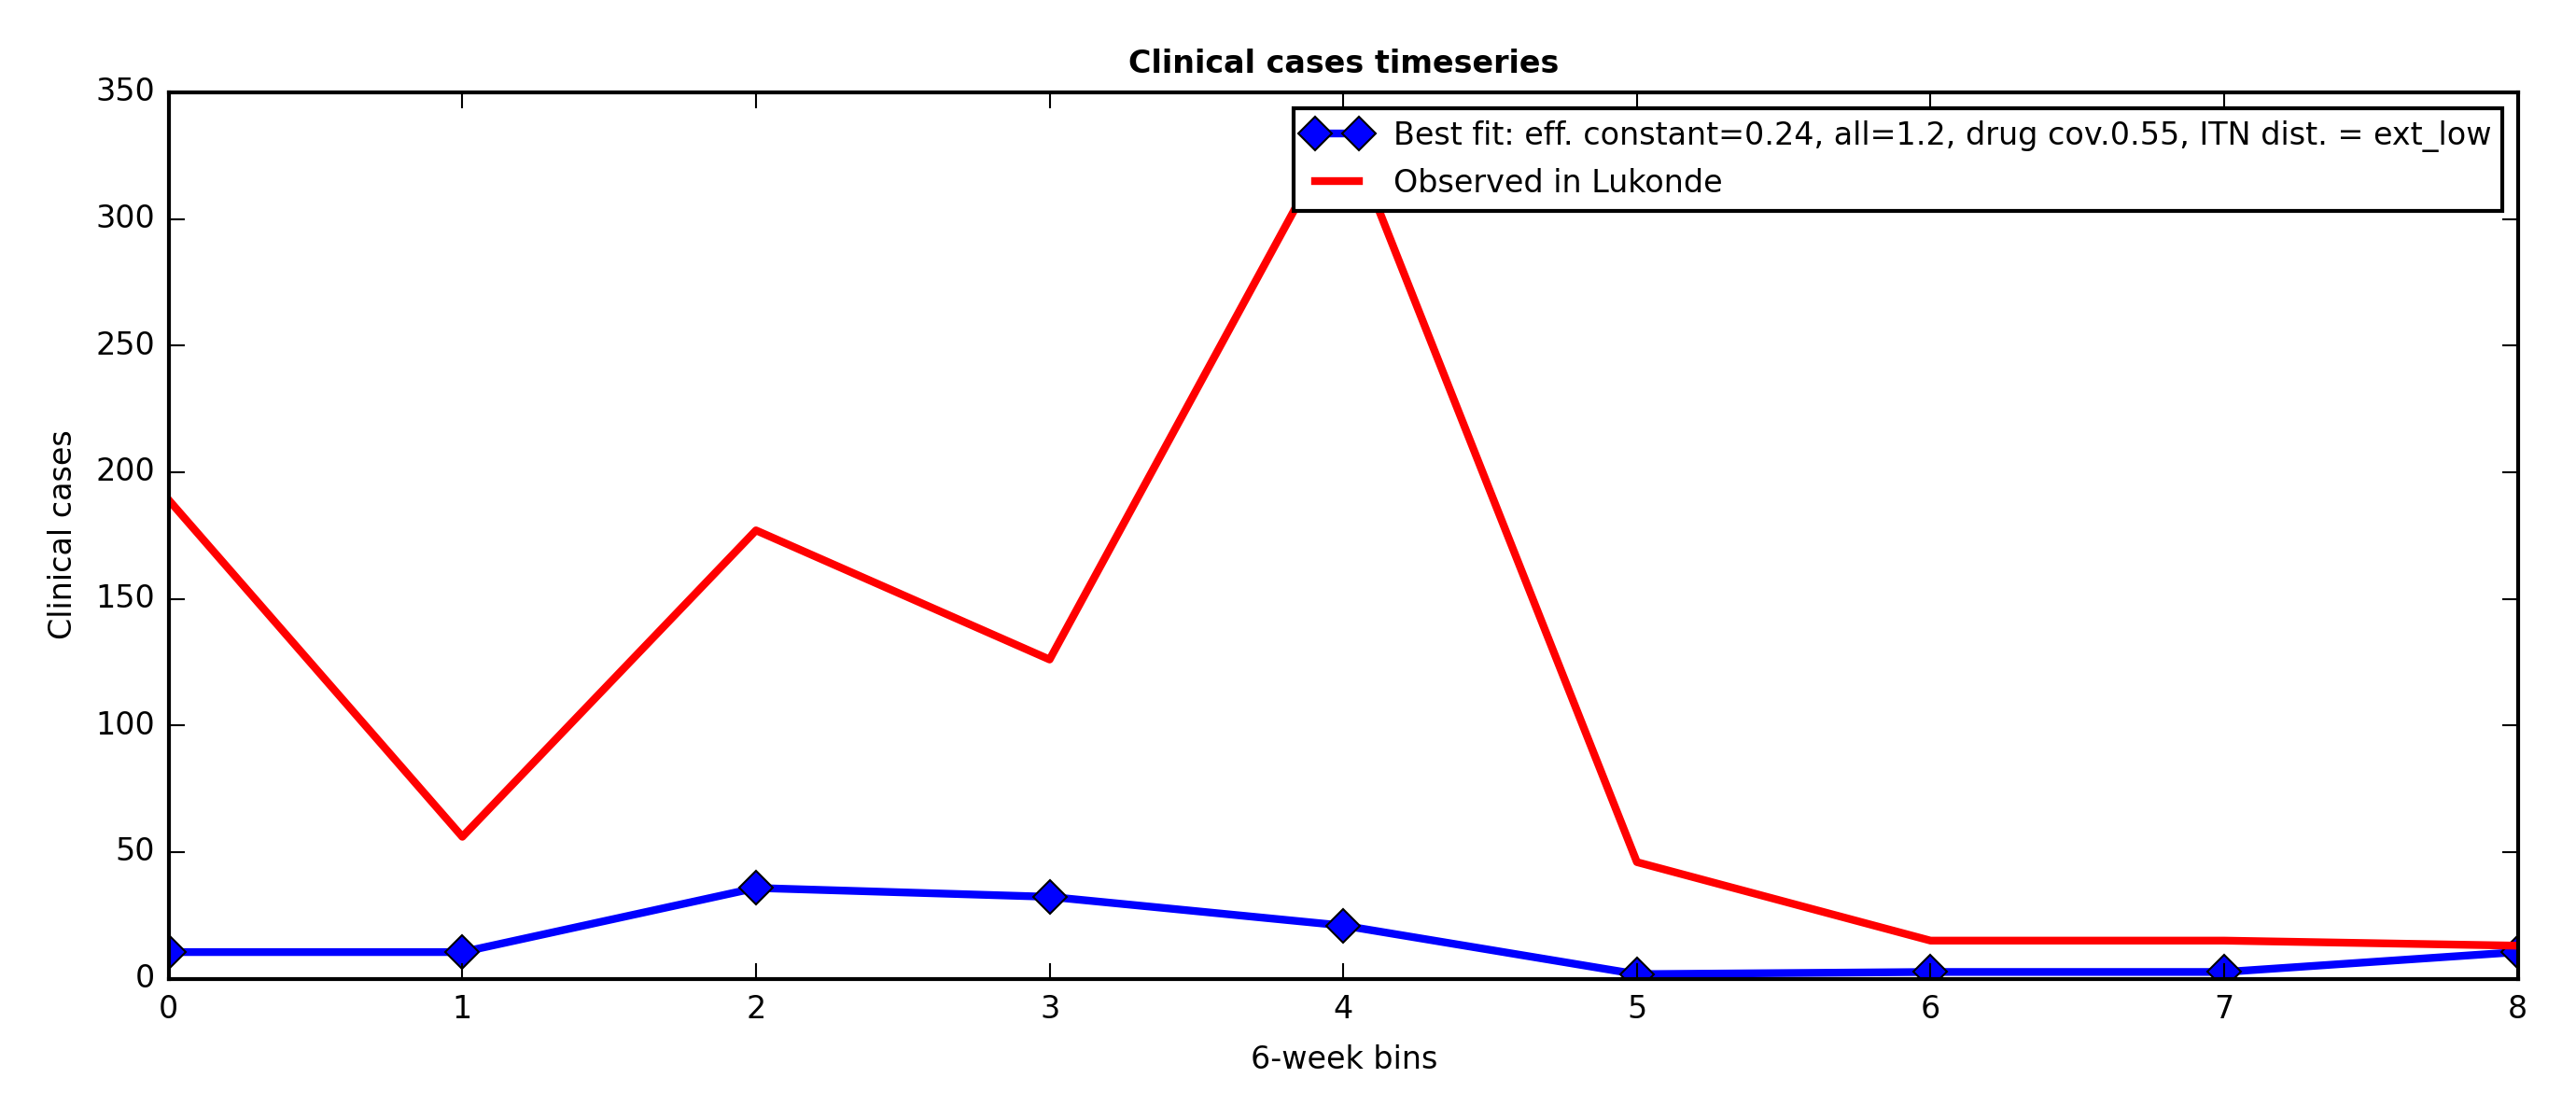 Clinical cases timeseries
350
300
250
200
150
100
50
0
Clinical cases
Best fit: eff. constant=0.24, all=1.2, drug cov.0.55, ITN dist. = ext_low
Observed in Lukonde
0 1 2 3 4 5 6 7 8
6-week bins